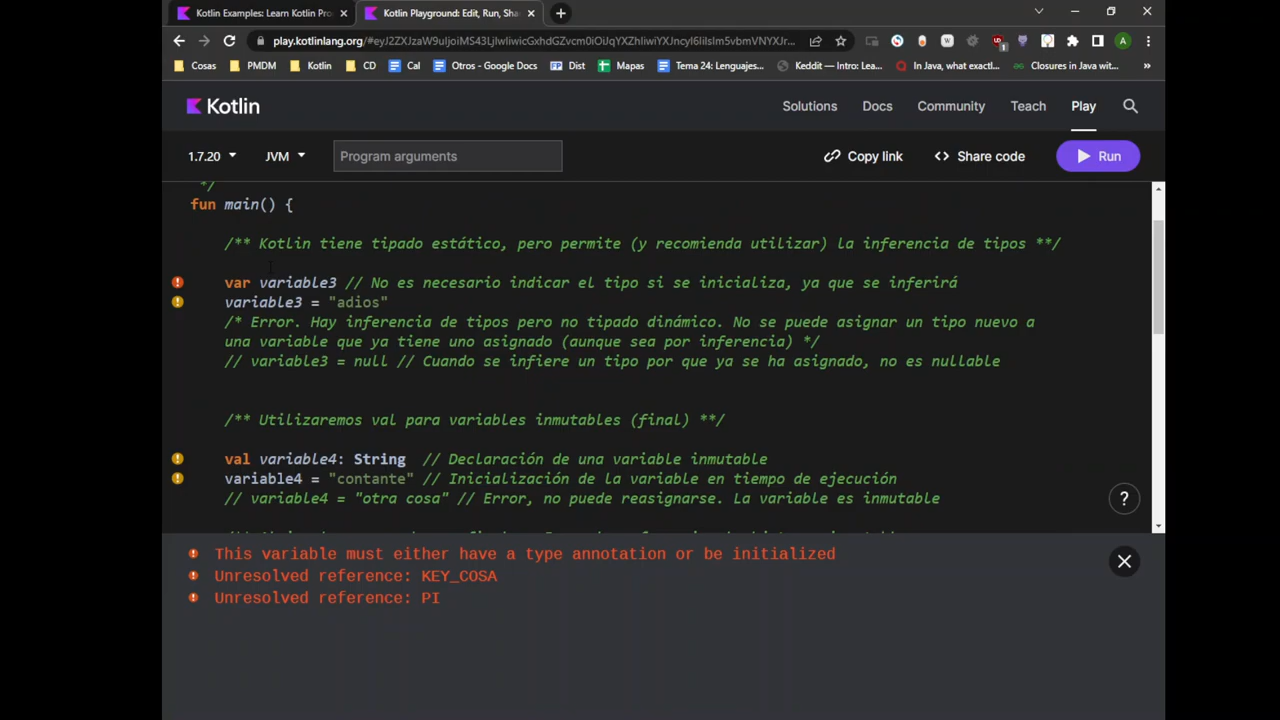 Kotlin Examples: Learn Kotlin Pro
Kotlin Playground: Edit, Run, Sha
play.kotlinlang.org/#eyJ2ZXJzaW9uIjoiMS43LjIwIiwicGxhdGZvcm0iOiJqYXZhIiwiYXJncyI6IiIsIm5vbmVNYXJr...
Cosas PMDM Kotlin CD Cal Otros - Google Docs Dist Mapas Tema 24: Lenguajes... Keddit — Intro: Lea... In Java, what exactl... Closures in Java wit... »
Kotlin
Solutions Docs Community Teach Play
1.7.20 JVM Program arguments Copy link Share code Run
*/
fun main() {
/** Kotlin tiene tipado estático, pero permite (y recomienda utilizar) la inferencia de tipos **/
var variable3 // No es necesario indicar el tipo si se inicializa, ya que se inferirá
variable3 = "adios"
/* Error. Hay inferencia de tipos pero no tipado dinámico. No se puede asignar un tipo nuevo a
una variable que ya tiene uno asignado (aunque sea por inferencia) */
// variable3 = null // Cuando se infiere un tipo por que ya se ha asignado, no es nullable
/** Utilizaremos val para variables inmutables (final) **/
val variable4: String // Declaración de una variable inmutable
variable4 = "contante" // Inicialización de la variable en tiempo de ejecución
// variable4 = "otra cosa" // Error, no puede reasignarse. La variable es inmutable
?
This variable must either have a type annotation or be initialized
Unresolved reference: KEY_COSA
Unresolved reference: PI